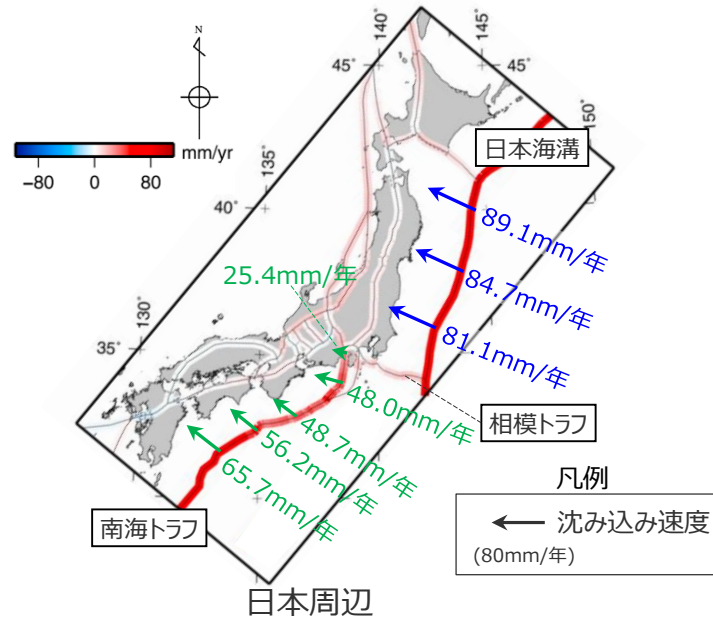 140°
145°
45°
150°
日本海溝
mm/yr
−80
0
80
135°
40°
89.1mm/年
25.4mm/年
84.7mm/年
130°
81.1mm/年
35°
48.0mm/年
相模トラフ
48.7mm/年
56.2mm/年
65.7mm/年
南海トラフ
凡例
沈み込み速度
(80mm/年)
日本周辺